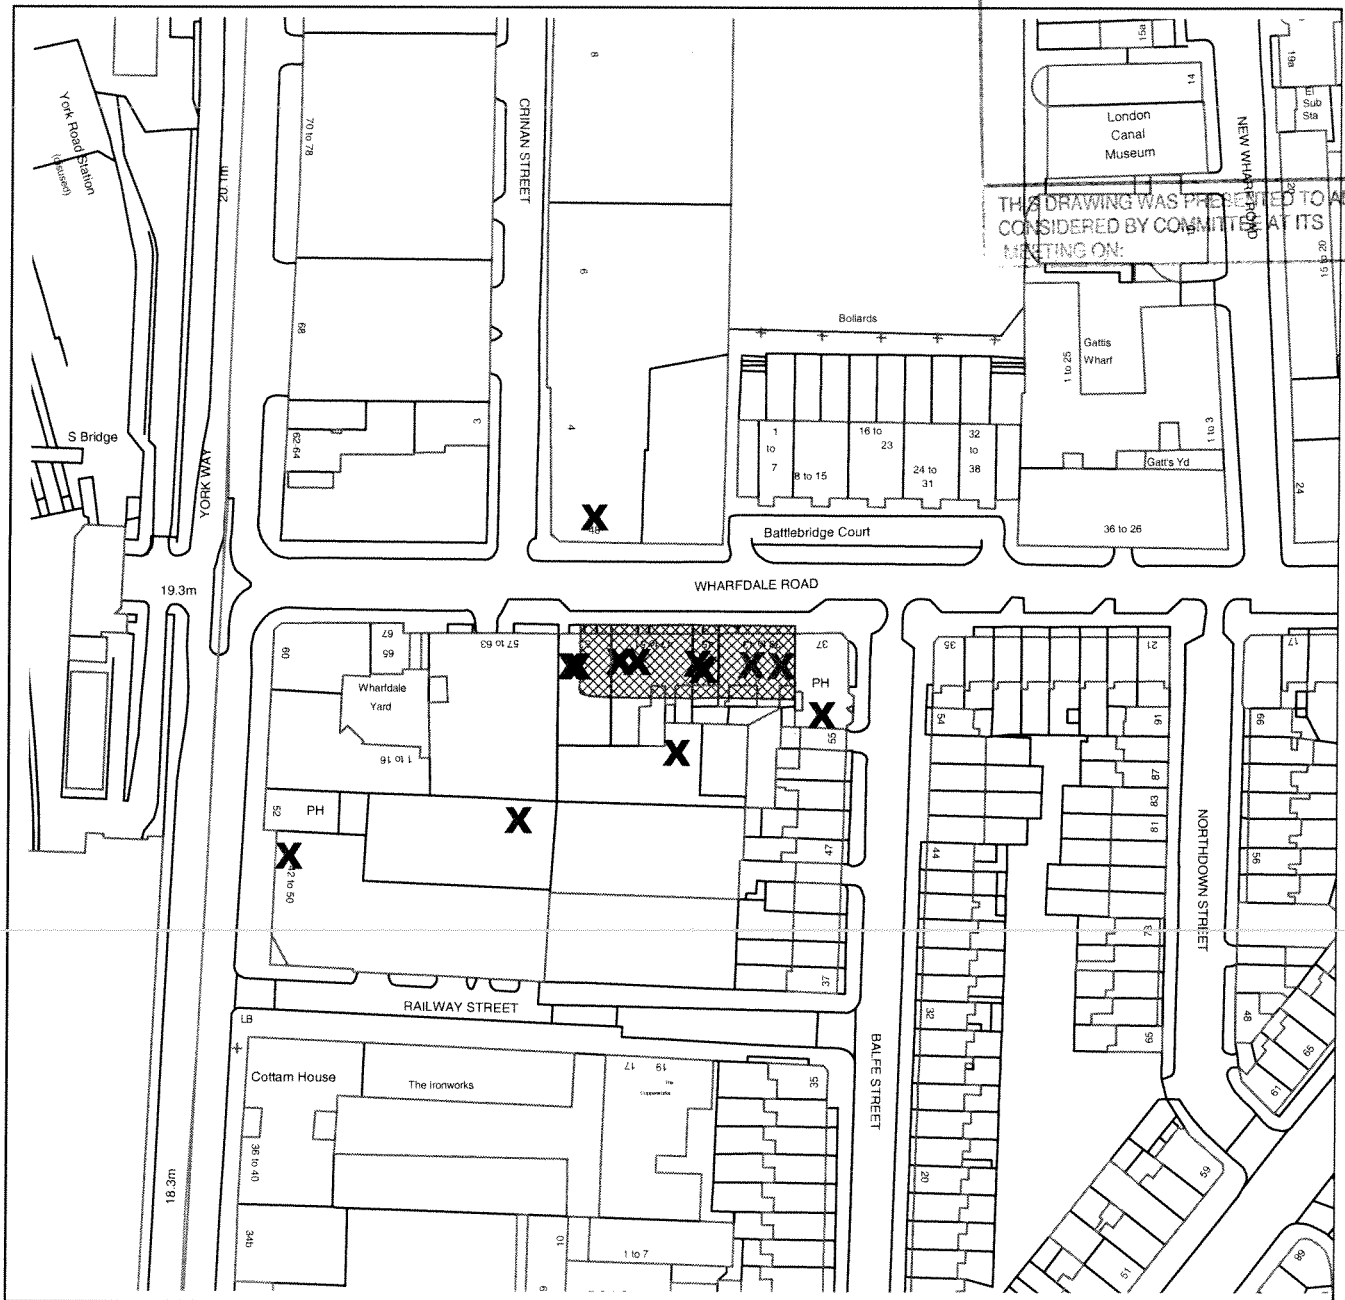 15a
19a
8
14
El
Sub
Sta
London
Canal
Museum
York Road Station
(disused)
70 to 78
CRINAN STREET
NEW WHARF ROAD
20.1m
THIS DRAWING WAS PRESENTED TO A
CONSIDERED BY COMMITTEE AT ITS
MEETING ON:
15 to 20
6
68
Bollards
Gattis
Wharf
1 to 25
S Bridge
62-64
3
4
1
to
7
8 to 15
16 to
23
24 to
31
32
to
38
1 to 3
Gatt's Yd
24
YORK WAY
X
48
Battlebridge Court
36 to 26
19.3m
WHARFDALE ROAD
60
67
65
57 to 63
37
35
21
17
Wharfdale
Yard
X X X X X X X X
PH
X
54
91
66
55
1 to 16
X
87
52
PH
X
83
81
47
X
42 to 50
44
56
NORTHDOWN STREET
73
37
RAILWAY STREET
LB
32
69
48
65
61
Cottam House
The Ironworks
17
19
35
BALFE STREET
36 to 40
20
59
18.3m
34b
10
1 to 7
51
89
9